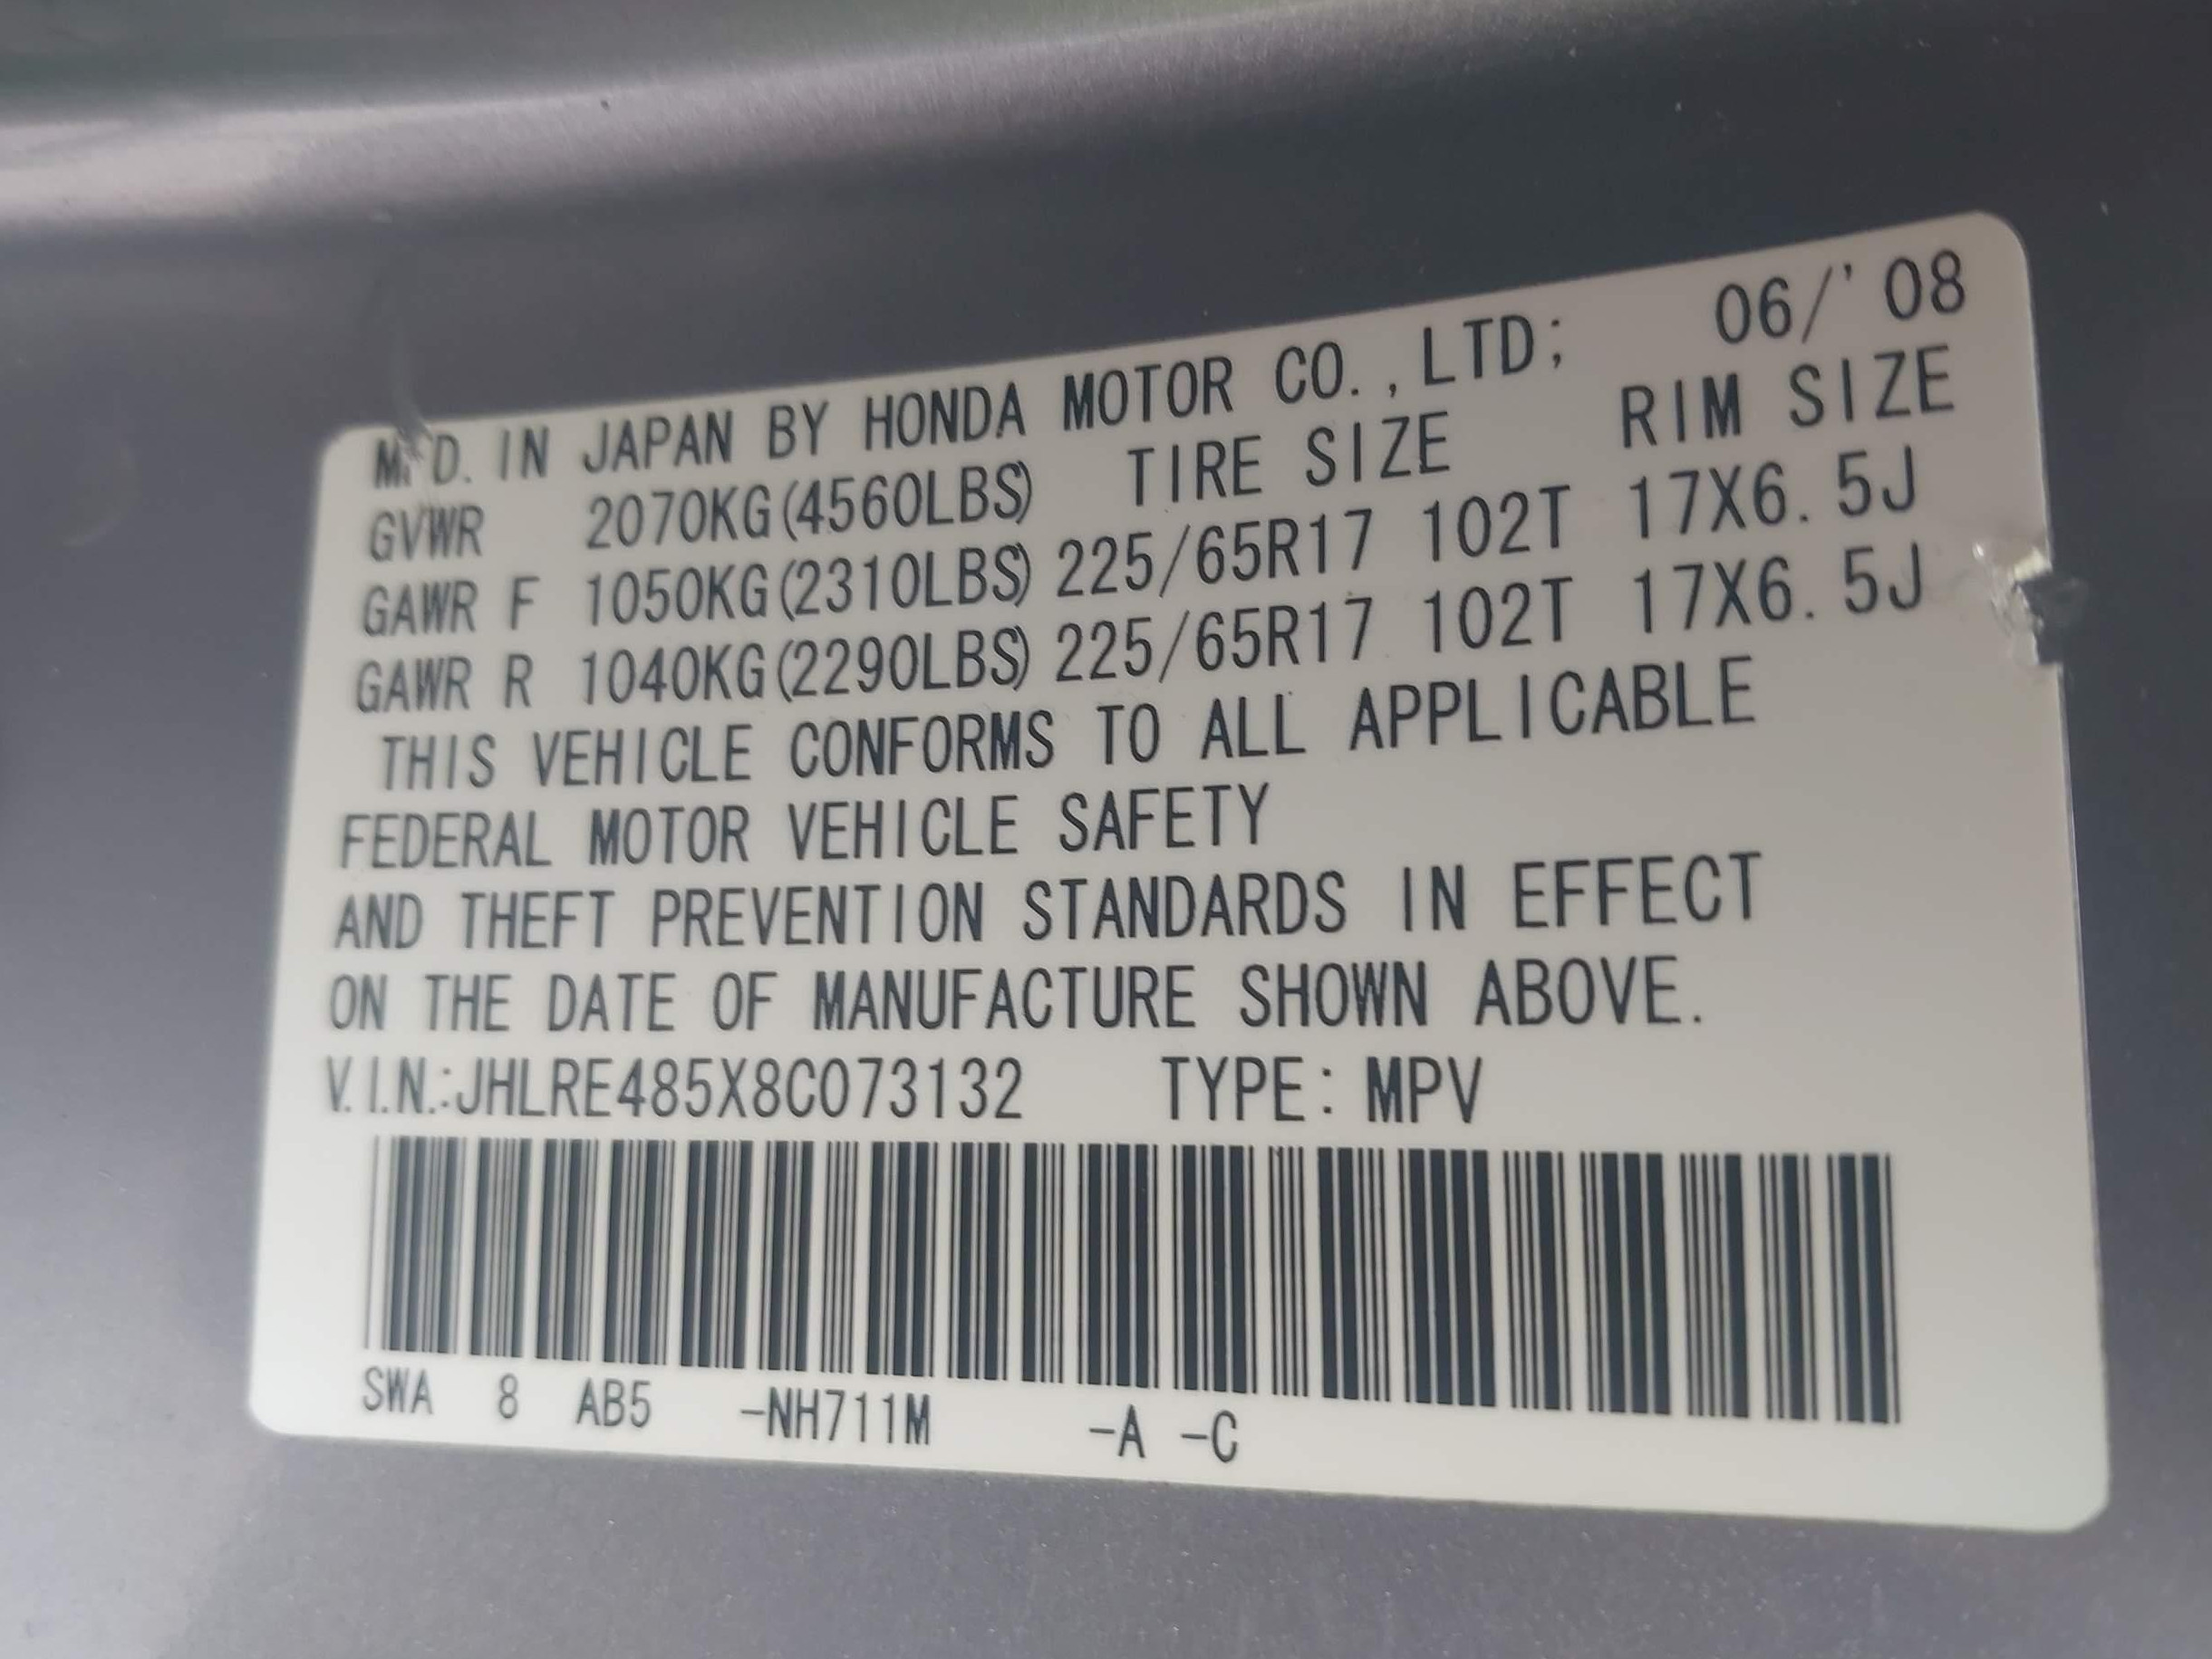 MFD. IN JAPAN BY HONDA MOTOR CO.,LTD; 06/'08
GVWR 2070KG(4560LBS) TIRE SIZE RIM SIZE
GAWR F 1050KG(2310LBS) 225/65R17 102T 17X6.5J
GAWR R 1040KG(2290LBS) 225/65R17 102T 17X6.5J
THIS VEHICLE CONFORMS TO ALL APPLICABLE
FEDERAL MOTOR VEHICLE SAFETY
AND THEFT PREVENTION STANDARDS IN EFFECT
ON THE DATE OF MANUFACTURE SHOWN ABOVE.
V.I.N.:JHLRE485X8C073132 TYPE: MPV
SWA 8 AB5 -NH711M -A -C